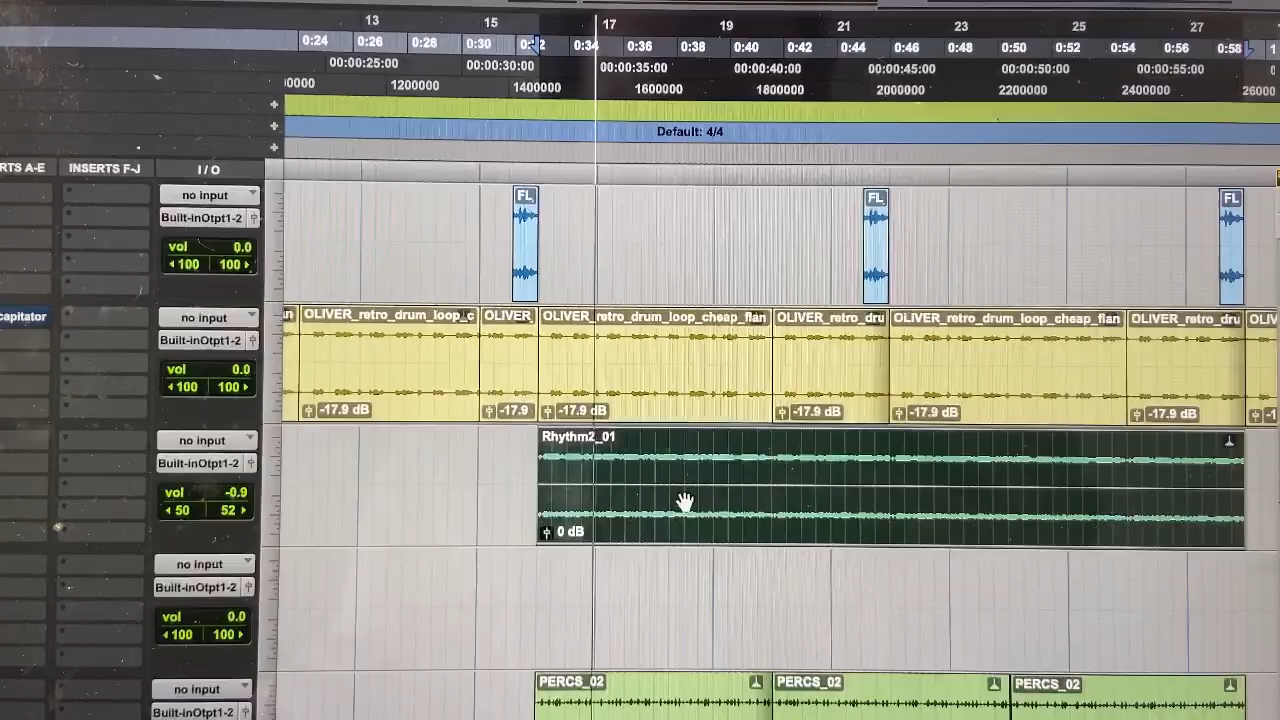 13 15 17 19 21 23 25 27
0:24 0:26 0:28 0:30 0:34 0:36 0:38 0:40 0:42 0:44 0:46 0:48 0:50 0:52 0:54 0:56 0:58
00:00:25:00 00:00:30:00 00:00:35:00 00:00:40:00 00:00:45:00 00:00:50:00 00:00:55:00
1200000 1400000 1600000 1800000 2000000 2200000 2400000
Default: 4/4
RTS A-E INSERTS F-J I / O
no input
FL FL FL
Built-inOtpt1-2
vol 0.0
100 100
capitator
no input
OLIVER_retro_drum_loop_c OLIVER_ OLIVER_retro_drum_loop_cheap_flan OLIVER_retro_dru OLIVER_retro_drum_loop_cheap_flan OLIVER_retro_dru OLIV
Built-inOtpt1-2
vol 0.0
100 100
-17.9 dB -17.9 -17.9 dB -17.9 dB -17.9 dB -17.9 dB -1
no input
Rhythm2_01
Built-inOtpt1-2
vol -0.9
50 52
0 dB
no input
Built-inOtpt1-2
vol 0.0
100 100
no input
PERCS_02 PERCS_02 PERCS_02
Built-inOtpt1-2